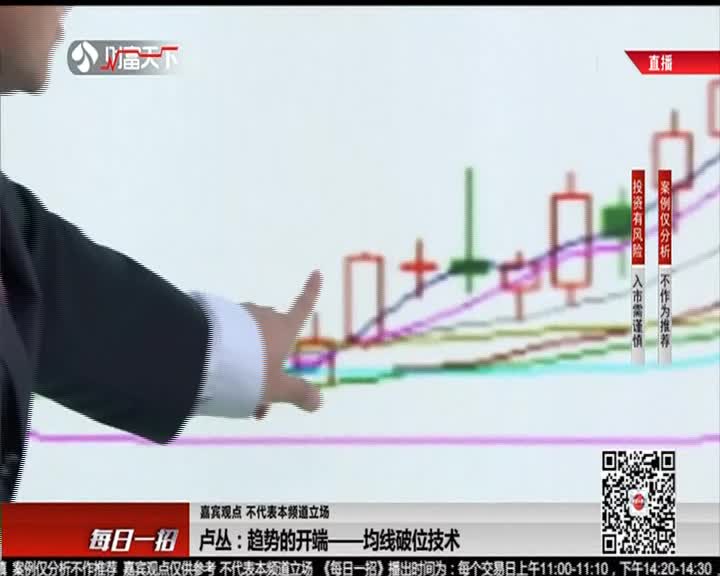 财富天下
直播
案例仅分析 不作为推荐
投资有风险 入市需谨慎
嘉宾观点 不代表本频道立场
每日一招
卢丛：趋势的开端——均线破位技术
慎 案例仅分析不作推荐 嘉宾观点仅供参考 不代表本频道立场 《每日一招》播出时间为：每个交易日上午11:00-11:10，下午14:20-14:30